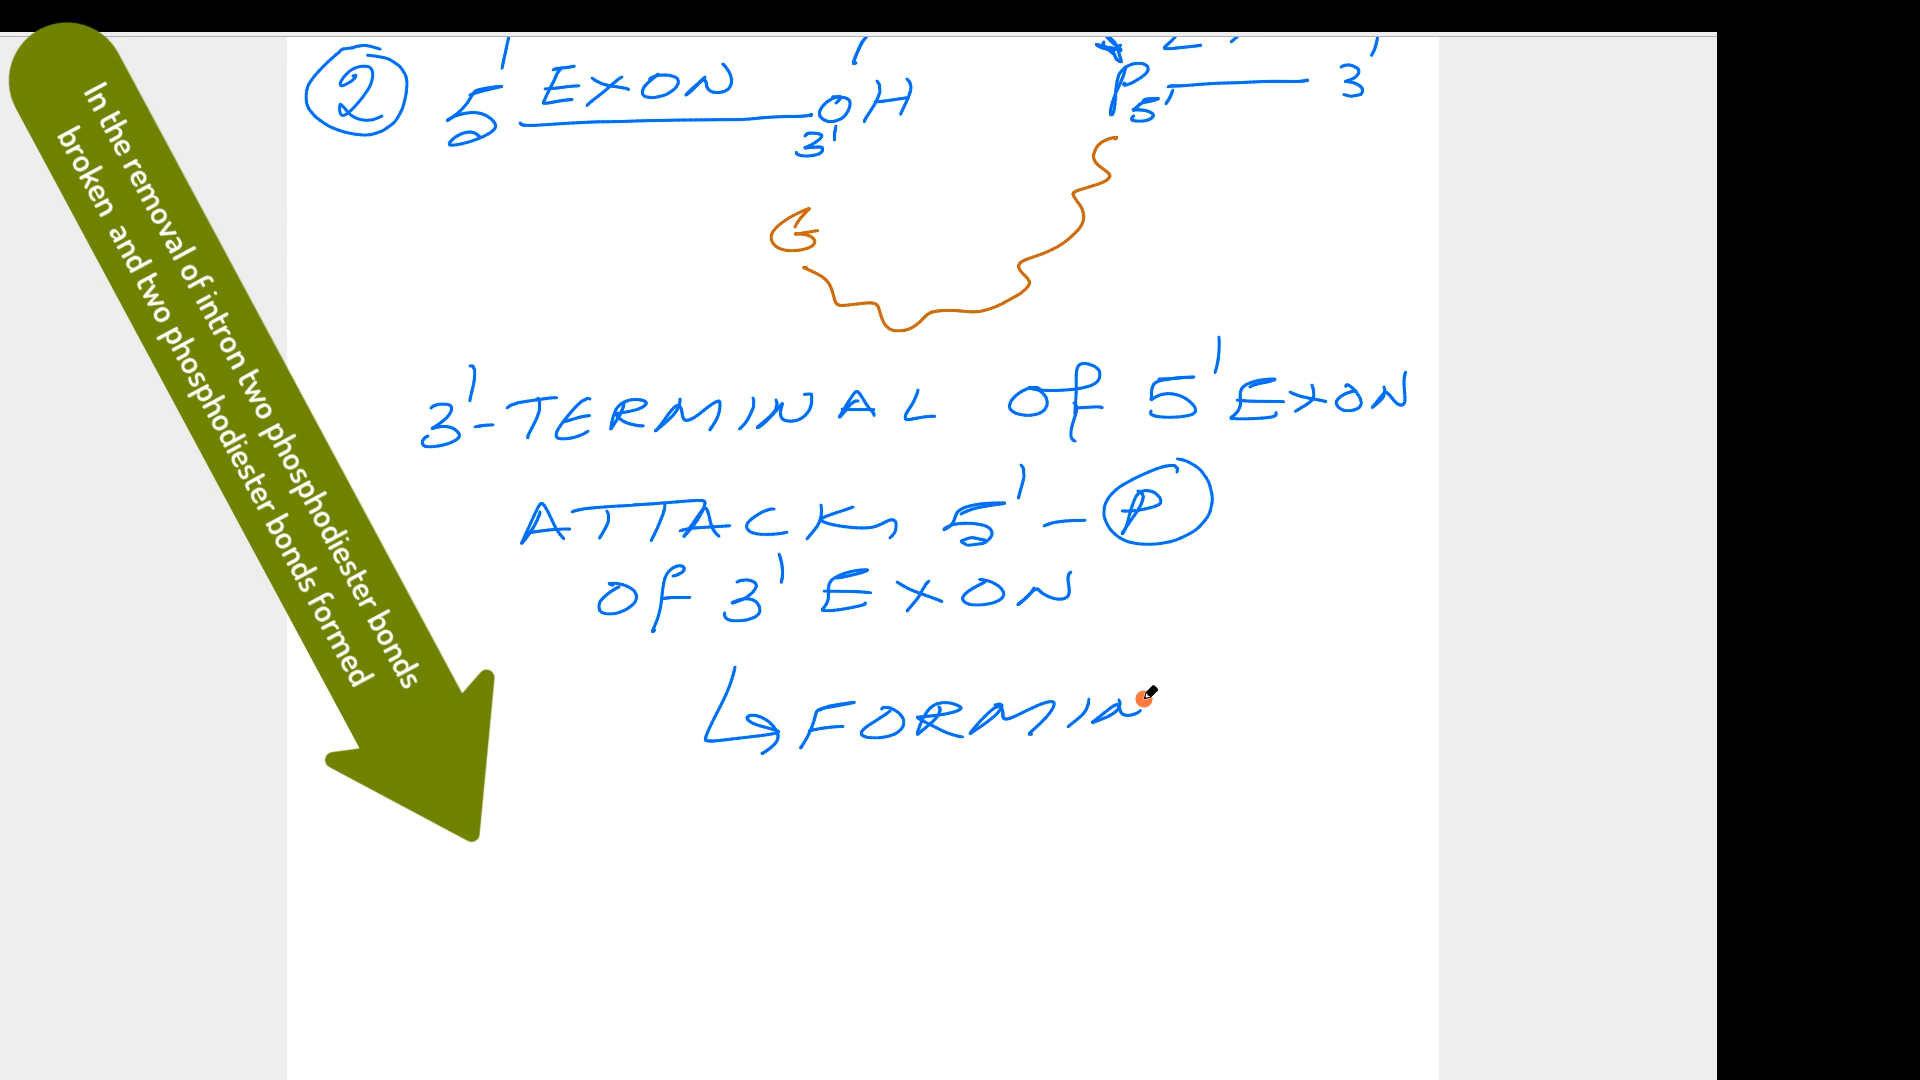 In the removal of intron two phosphodiester bonds
broken and two phosphodiester bonds formed
2 5' EXON OH P 5' 3'
3'
G
3'-TERMINAL OF 5' EXON
ATTACKS 5'-P
OF 3' EXON
↳ FORMIN